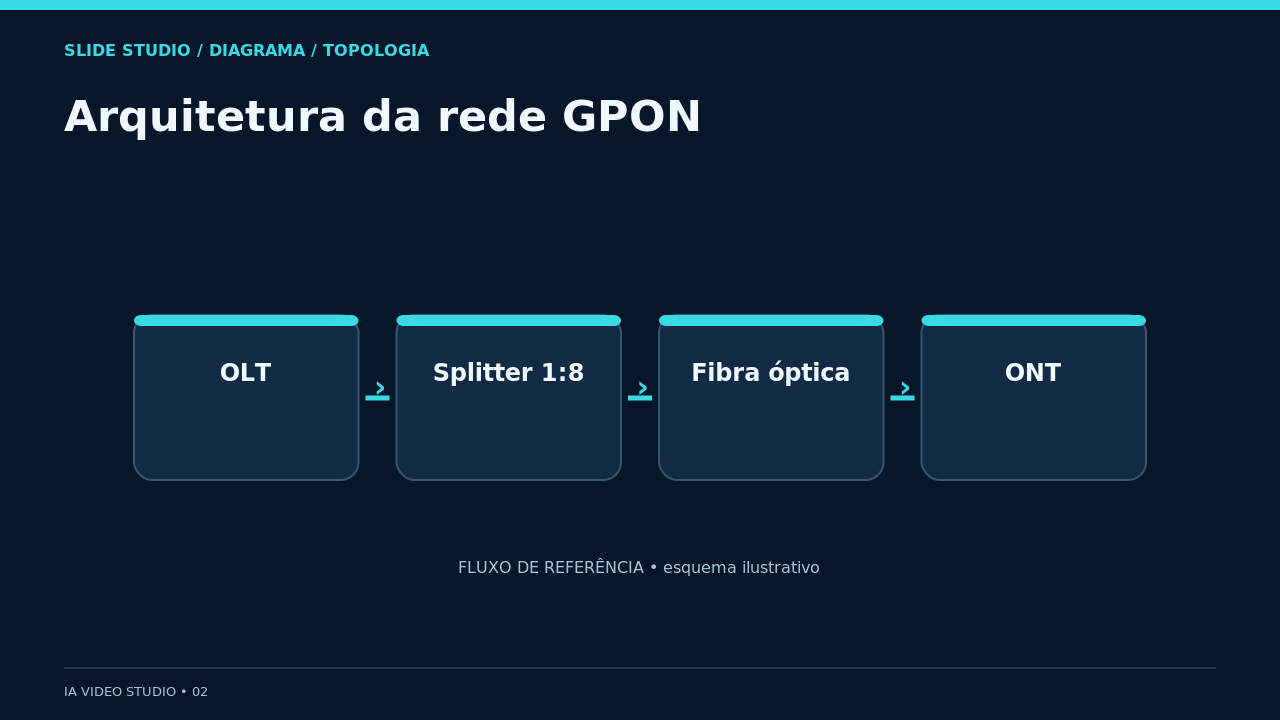 SLIDE STUDIO / DIAGRAMA / TOPOLOGIA
Arquitetura da rede GPON
OLT › Splitter 1:8 › Fibra óptica › ONT
FLUXO DE REFERÊNCIA • esquema ilustrativo
IA VIDEO STUDIO • 02